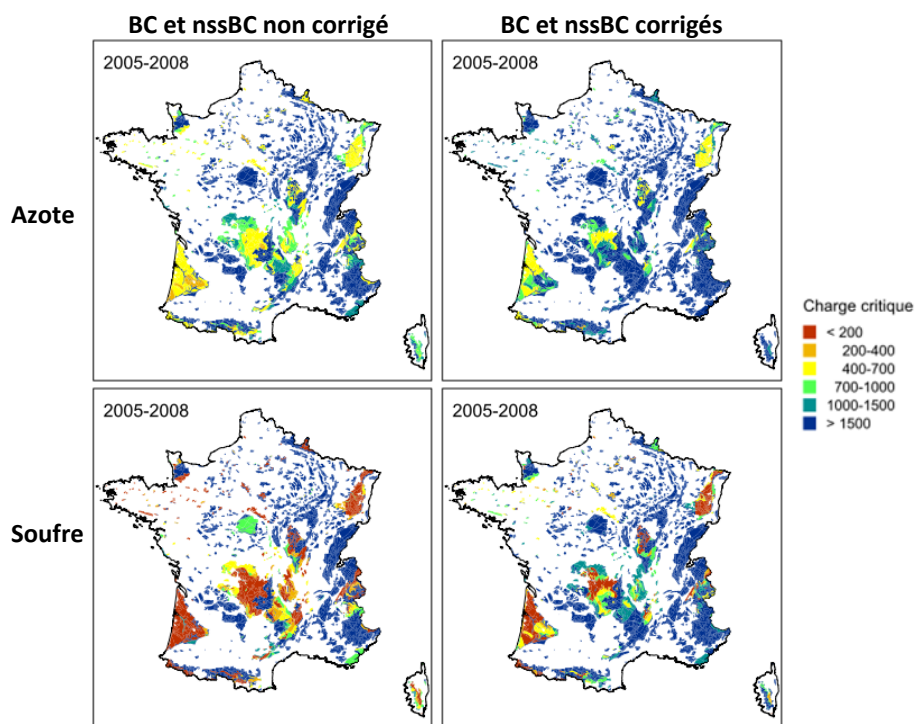 BC et nssBC non corrigé
BC et nssBC corrigés
2005-2008
2005-2008
Azote
Charge critique
< 200
200-400
400-700
700-1000
1000-1500
> 1500
2005-2008
2005-2008
Soufre